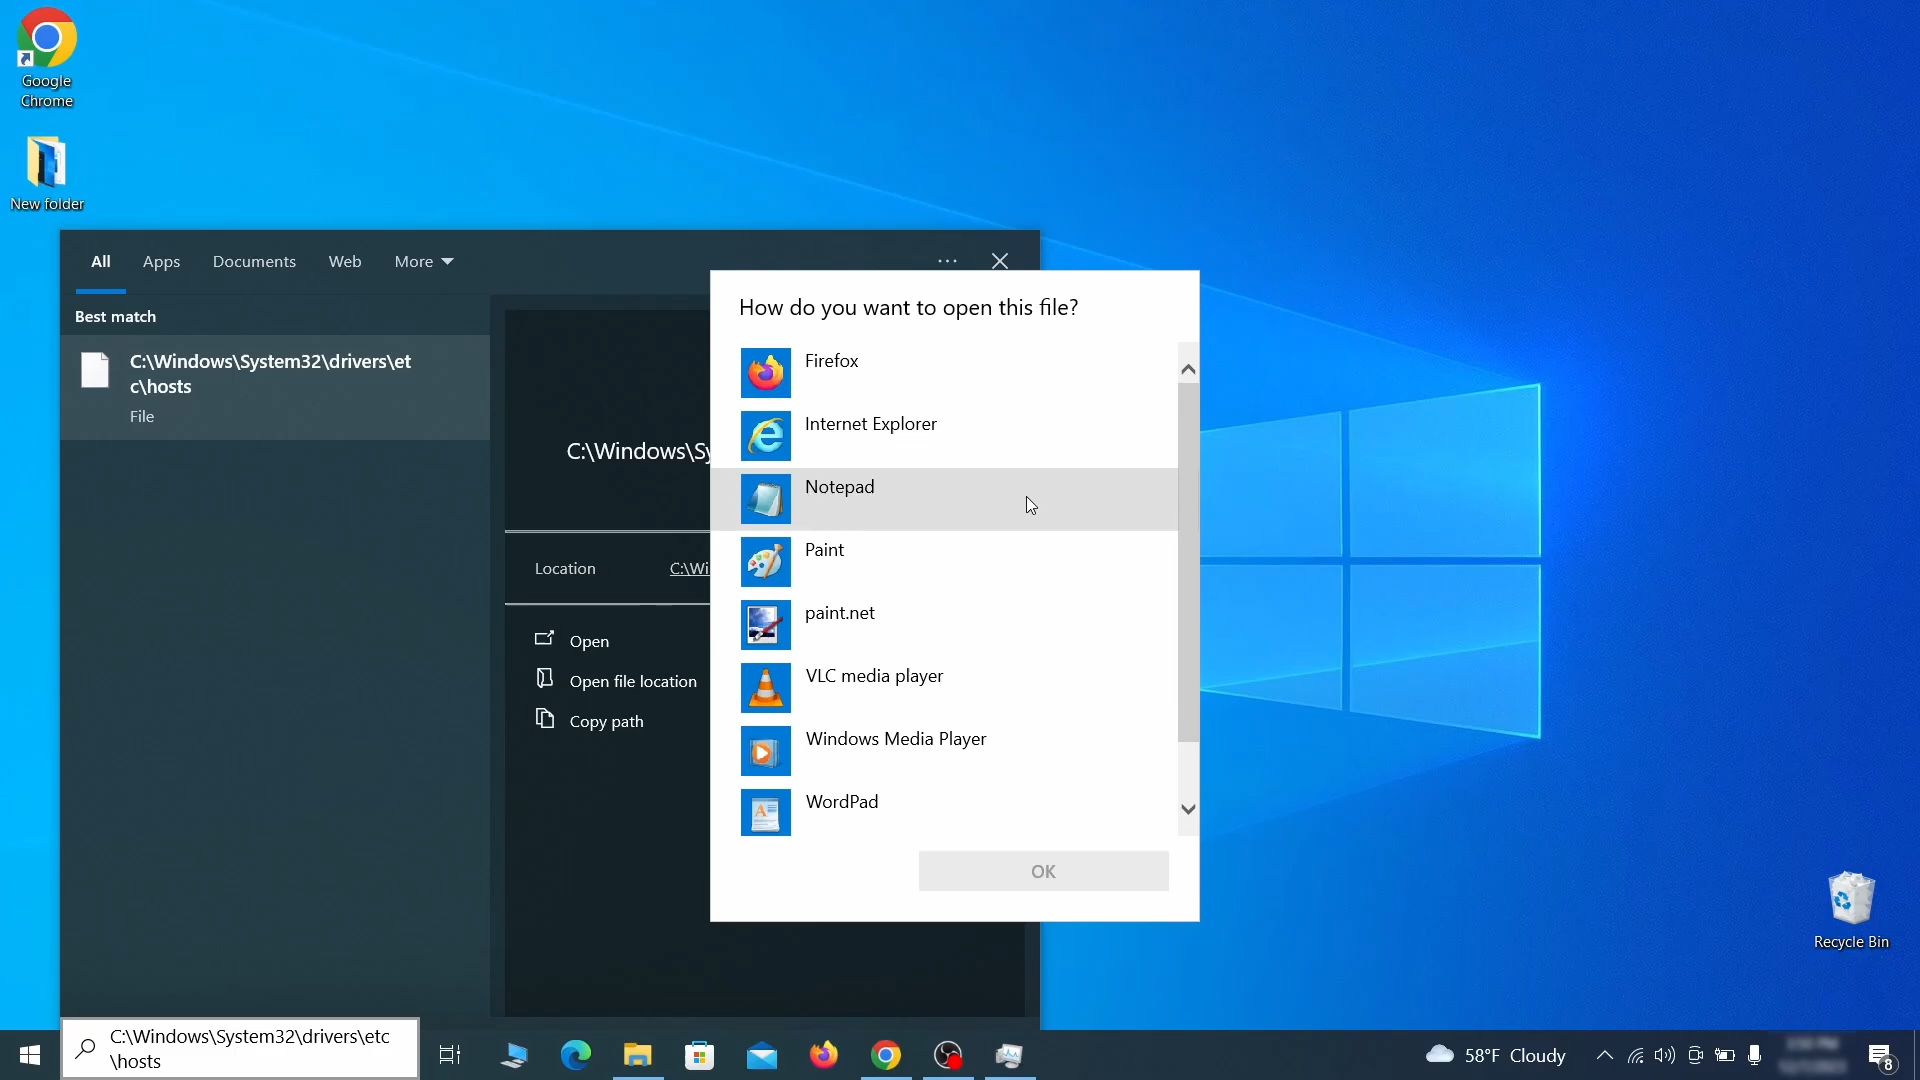 Google
Chrome
New folder
All
Apps
Documents
Web
More
Best match
C:\Windows\System32\drivers\et
c\hosts
File
C:\Windows\Sy
Location
C:\Wi
Open
Open file location
Copy path
How do you want to open this file?
Firefox
Internet Explorer
Notepad
Paint
paint.net
VLC media player
Windows Media Player
WordPad
OK
Recycle Bin
C:\Windows\System32\drivers\etc
\hosts
58°F Cloudy
8